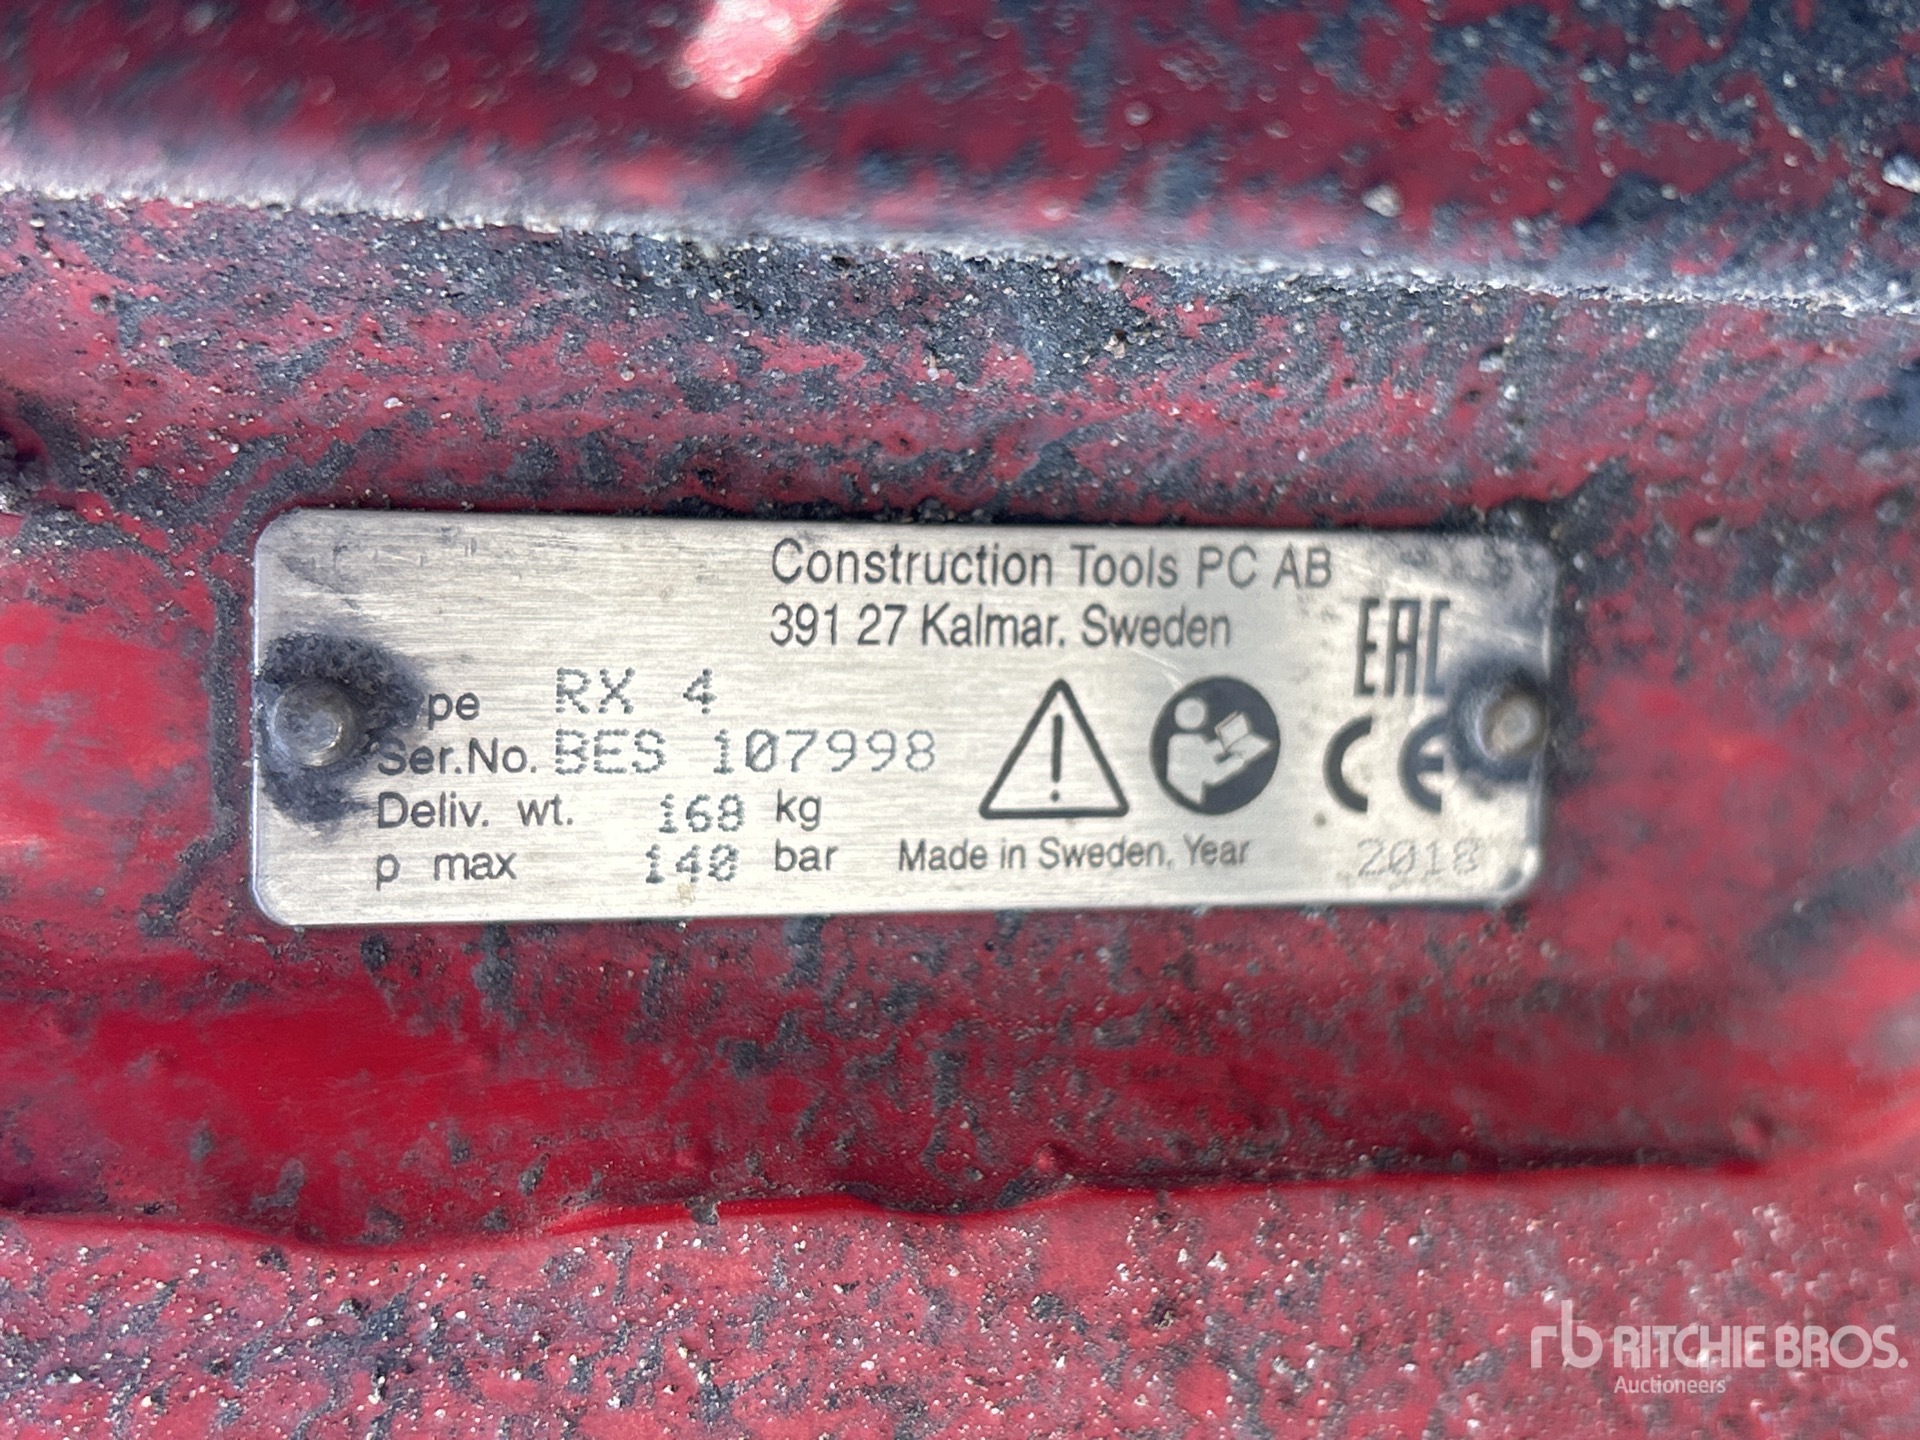 Construction Tools PC AB
391 27 Kalmar. Sweden
EAC
pe RX 4
Ser.No. BES 107998
Deliv. wt. 168 kg
p max 140 bar
CE
Made in Sweden. Year 2018
rb RITCHIE BROS.
Auctioneers